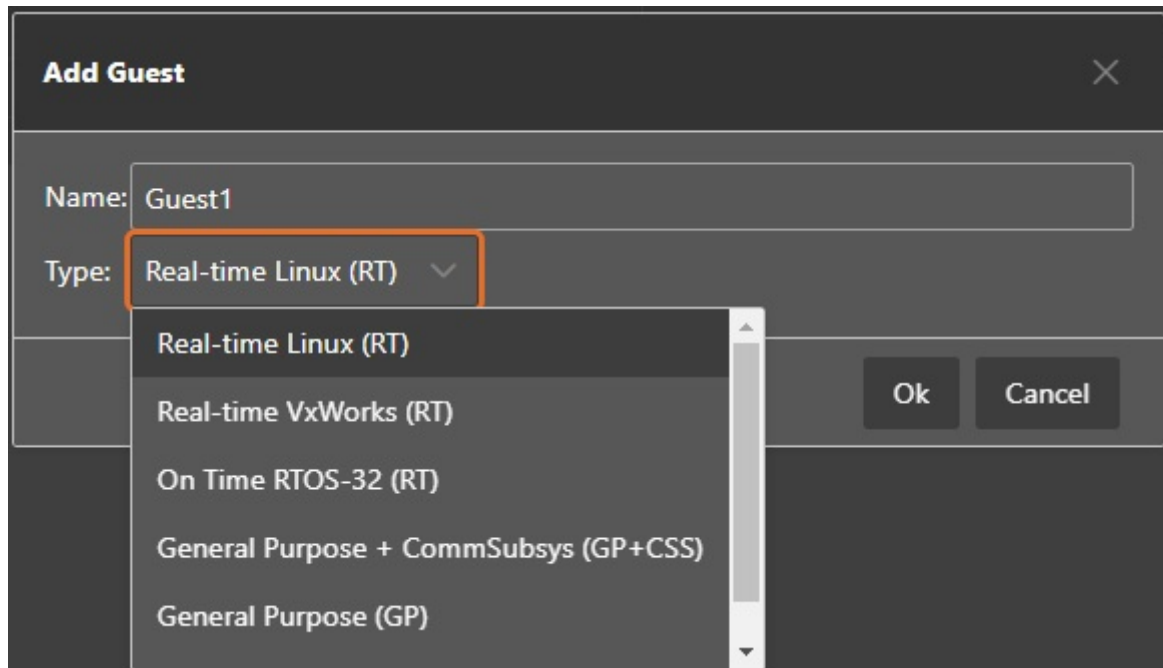 Add Guest
Name: Guest1
Type: Real-time Linux (RT)
Real-time Linux (RT)
Real-time VxWorks (RT)
Ok Cancel
On Time RTOS-32 (RT)
General Purpose + CommSubsys (GP+CSS)
General Purpose (GP)